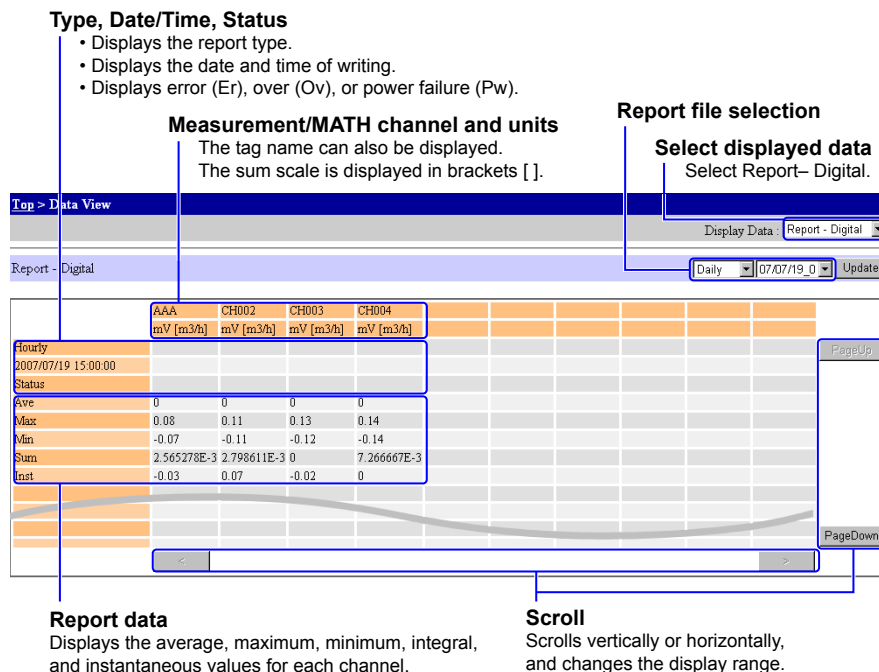 Type, Date/Time, Status
• Displays the report type.
• Displays the date and time of writing.
• Displays error (Er), over (Ov), or power failure (Pw).
Report file selection
Measurement/MATH channel and units
The tag name can also be displayed.
The sum scale is displayed in brackets [ ].
Select displayed data
Select Report– Digital.
Top > Data View
Display Data : Report - Digital
Report - Digital
Daily 07/07/19_0 Update
AAA CH002 CH003 CH004
mV [m3/h] mV [m3/h] mV [m3/h] mV [m3/h]
Hourly
PageUp
2007/07/19 15:00:00
Status
Ave 0 0 0 0
Max 0.08 0.11 0.13 0.14
Min -0.07 -0.11 -0.12 -0.14
Sum 2.565278E-3 2.798611E-3 0 7.266667E-3
Inst -0.03 0.07 -0.02 0
PageDown
< >
Report data
Displays the average, maximum, minimum, integral,
and instantaneous values for each channel.
Scroll
Scrolls vertically or horizontally,
and changes the display range.